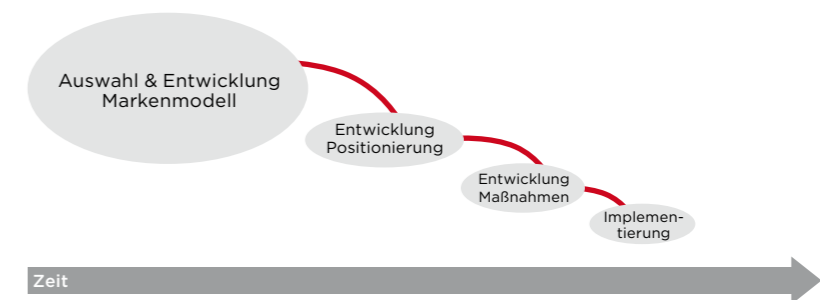 Auswahl & Entwicklung
Markenmodell
Entwicklung
Positionierung
Entwicklung
Maßnahmen
Implemen-
tierung
Zeit